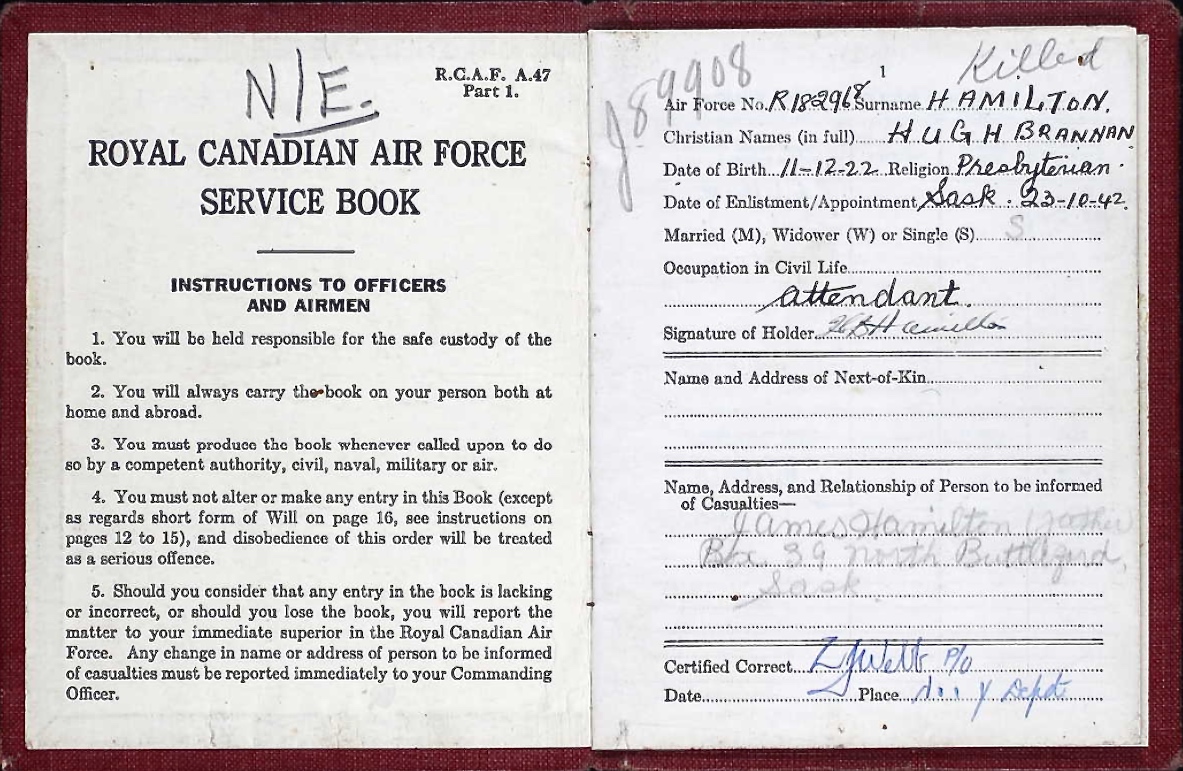 N/E.
R.C.A.F. A.47
Part 1.
ROYAL CANADIAN AIR FORCE
SERVICE BOOK
INSTRUCTIONS TO OFFICERS
AND AIRMEN
1. You will be held responsible for the safe custody of the
book.
2. You will always carry the book on your person both at
home and abroad.
3. You must produce the book whenever called upon to do
so by a competent authority, civil, naval, military or air.
4. You must not alter or make any entry in this Book (except
as regards short form of Will on page 16, see instructions on
pages 12 to 15), and disobedience of this order will be treated
as a serious offence.
5. Should you consider that any entry in the book is lacking
or incorrect, or should you lose the book, you will report the
matter to your immediate superior in the Royal Canadian Air
Force. Any change in name or address of person to be informed
of casualties must be reported immediately to your Commanding
Officer.
J89908
1
Killed
Air Force No. R182968 Surname HAMILTON.
Christian Names (in full) HUGH BRANNAN
Date of Birth 11-12-22 Religion Presbyterian.
Date of Enlistment/Appointment Sask. 23-10-42.
Married (M), Widower (W) or Single (S) S
Occupation in Civil Life
Attendant.
Signature of Holder HB Hamilton
Name and Address of Next-of-Kin
Name, Address, and Relationship of Person to be informed
of Casualties—
James
Box 36 North Battleford,
Sask
Certified Correct P/O
Date Place Y Depot